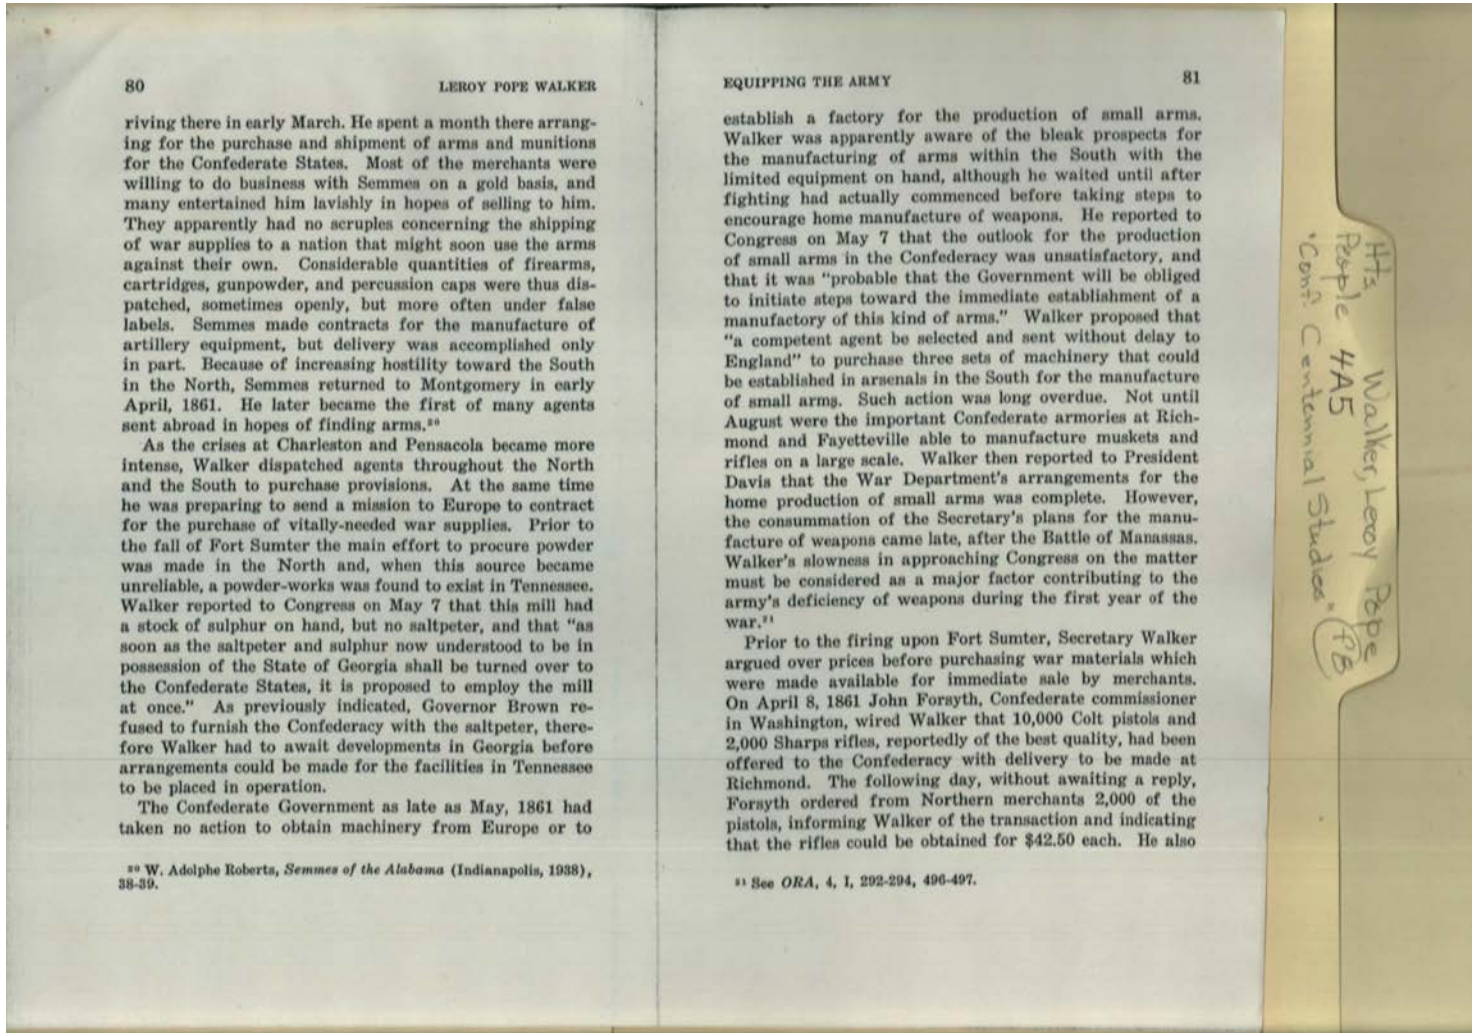 80 LEROY POPE WALKER
riving there in early March. He spent a month there arrang-
ing for the purchase and shipment of arms and munitions
for the Confederate States. Most of the merchants were
willing to do business with Semmes on a gold basis, and
many entertained him lavishly in hopes of selling to him.
They apparently had no scruples concerning the shipping
of war supplies to a nation that might soon use the arms
against their own. Considerable quantities of firearms,
cartridges, gunpowder, and percussion caps were thus dis-
patched, sometimes openly, but more often under false
labels. Semmes made contracts for the manufacture of
artillery equipment, but delivery was accomplished only
in part. Because of increasing hostility toward the South
in the North, Semmes returned to Montgomery in early
April, 1861. He later became the first of many agents
sent abroad in hopes of finding arms.³⁰
As the crises at Charleston and Pensacola became more
intense, Walker dispatched agents throughout the North
and the South to purchase provisions. At the same time
he was preparing to send a mission to Europe to contract
for the purchase of vitally-needed war supplies. Prior to
the fall of Fort Sumter the main effort to procure powder
was made in the North and, when this source became
unreliable, a powder-works was found to exist in Tennessee.
Walker reported to Congress on May 7 that this mill had
a stock of sulphur on hand, but no saltpeter, and that "as
soon as the saltpeter and sulphur now understood to be in
possession of the State of Georgia shall be turned over to
the Confederate States, it is proposed to employ the mill
at once." As previously indicated, Governor Brown re-
fused to furnish the Confederacy with the saltpeter, there-
fore Walker had to await developments in Georgia before
arrangements could be made for the facilities in Tennessee
to be placed in operation.
The Confederate Government as late as May, 1861 had
taken no action to obtain machinery from Europe or to
³⁰ W. Adolphe Roberts, Semmes of the Alabama (Indianapolis, 1938),
38-39.
EQUIPPING THE ARMY 81
establish a factory for the production of small arms.
Walker was apparently aware of the bleak prospects for
the manufacturing of arms within the South with the
limited equipment on hand, although he waited until after
fighting had actually commenced before taking steps to
encourage home manufacture of weapons. He reported to
Congress on May 7 that the outlook for the production
of small arms in the Confederacy was unsatisfactory, and
that it was "probable that the Government will be obliged
to initiate steps toward the immediate establishment of a
manufactory of this kind of arms." Walker proposed that
"a competent agent be selected and sent without delay to
England" to purchase three sets of machinery that could
be established in arsenals in the South for the manufacture
of small arms. Such action was long overdue. Not until
August were the important Confederate armories at Rich-
mond and Fayetteville able to manufacture muskets and
rifles on a large scale. Walker then reported to President
Davis that the War Department's arrangements for the
home production of small arms was complete. However,
the consummation of the Secretary's plans for the manu-
facture of weapons came late, after the Battle of Manassas.
Walker's slowness in approaching Congress on the matter
must be considered as a major factor contributing to the
army's deficiency of weapons during the first year of the
war.³¹
Prior to the firing upon Fort Sumter, Secretary Walker
argued over prices before purchasing war materials which
were made available for immediate sale by merchants.
On April 8, 1861 John Forsyth, Confederate commissioner
in Washington, wired Walker that 10,000 Colt pistols and
2,000 Sharps rifles, reportedly of the best quality, had been
offered to the Confederacy with delivery to be made at
Richmond. The following day, without awaiting a reply,
Forsyth ordered from Northern merchants 2,000 of the
pistols, informing Walker of the transaction and indicating
that the rifles could be obtained for $42.50 each. He also
³¹ See ORA, 4, I, 292-294, 496-497.
Hts Walker, Leroy Pope
People 4A5 PB
"Conf. Centennial Studies"